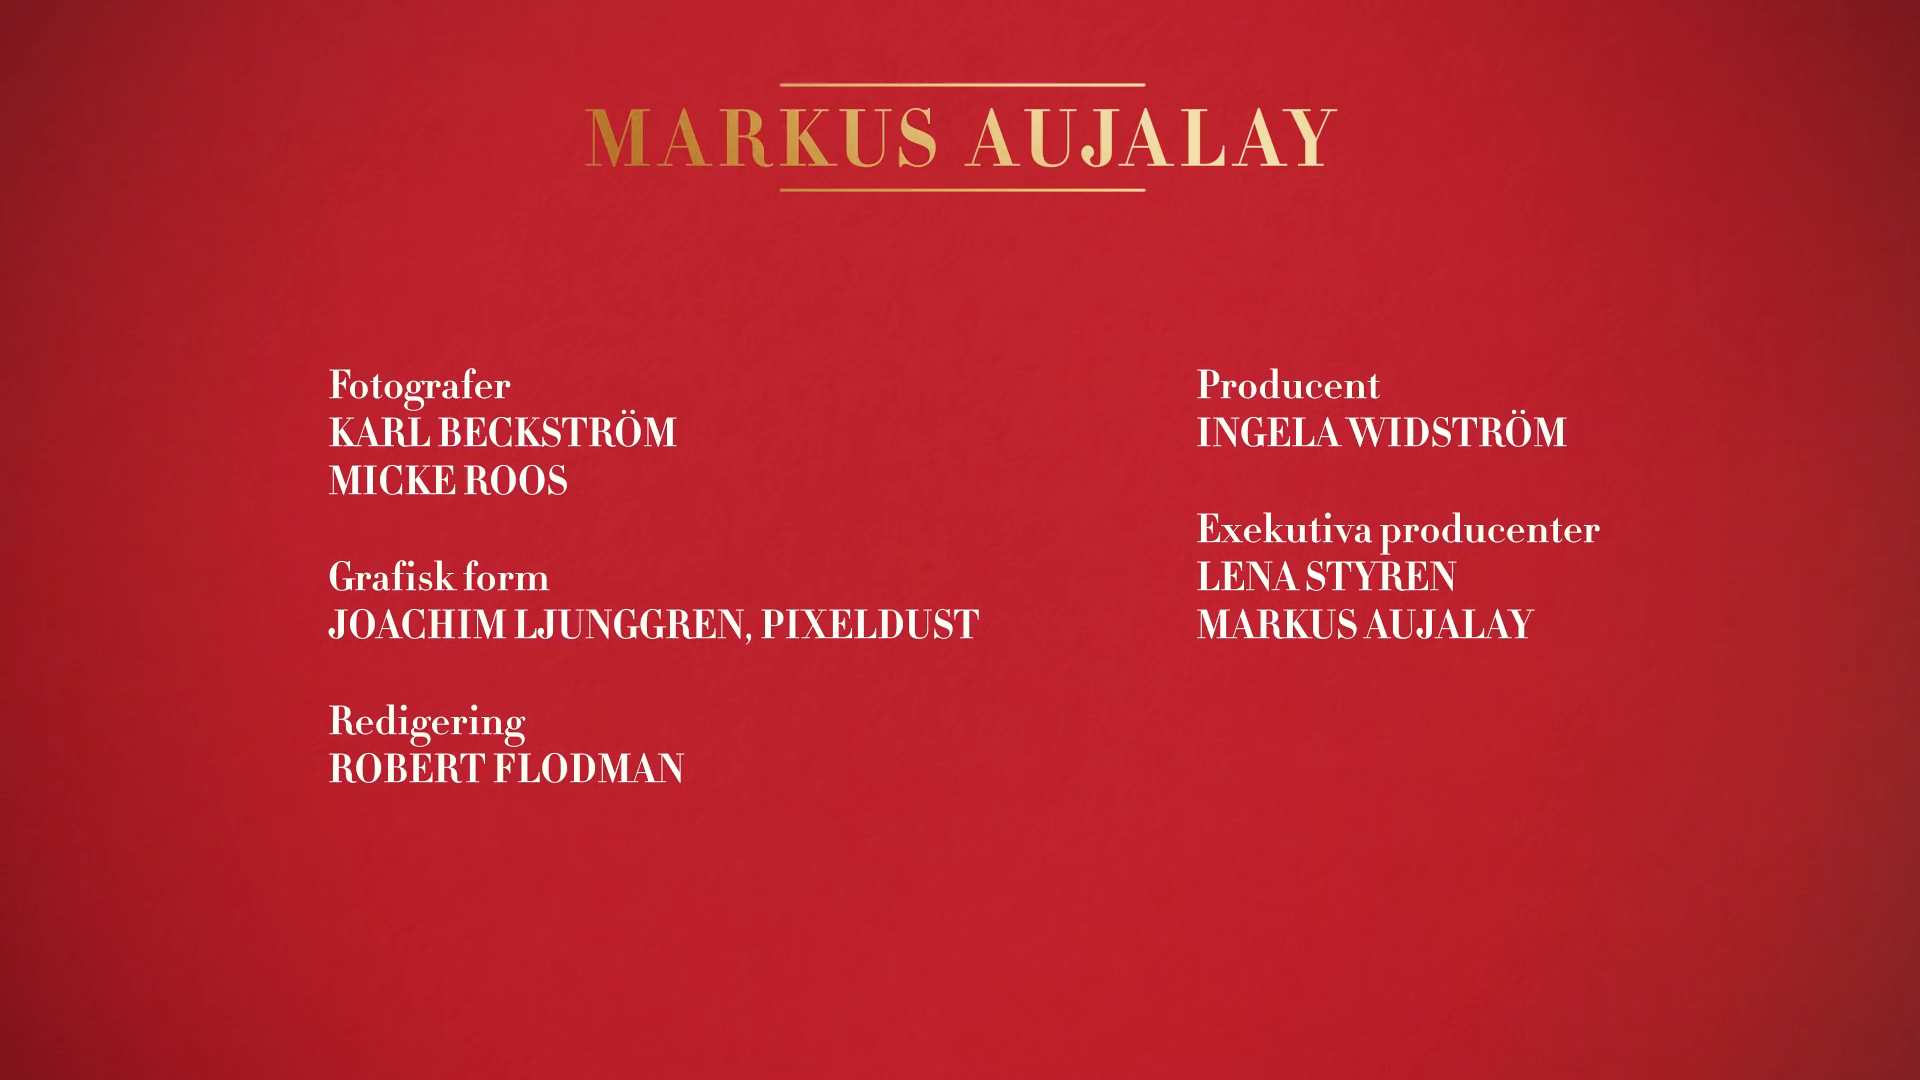 MARKUS AUJALAY
Fotografer
KARL BECKSTRÖM
MICKE ROOS
Grafisk form
JOACHIM LJUNGGREN, PIXELDUST
Redigering
ROBERT FLODMAN
Producent
INGELA WIDSTRÖM
Exekutiva producenter
LENA STYREN
MARKUS AUJALAY